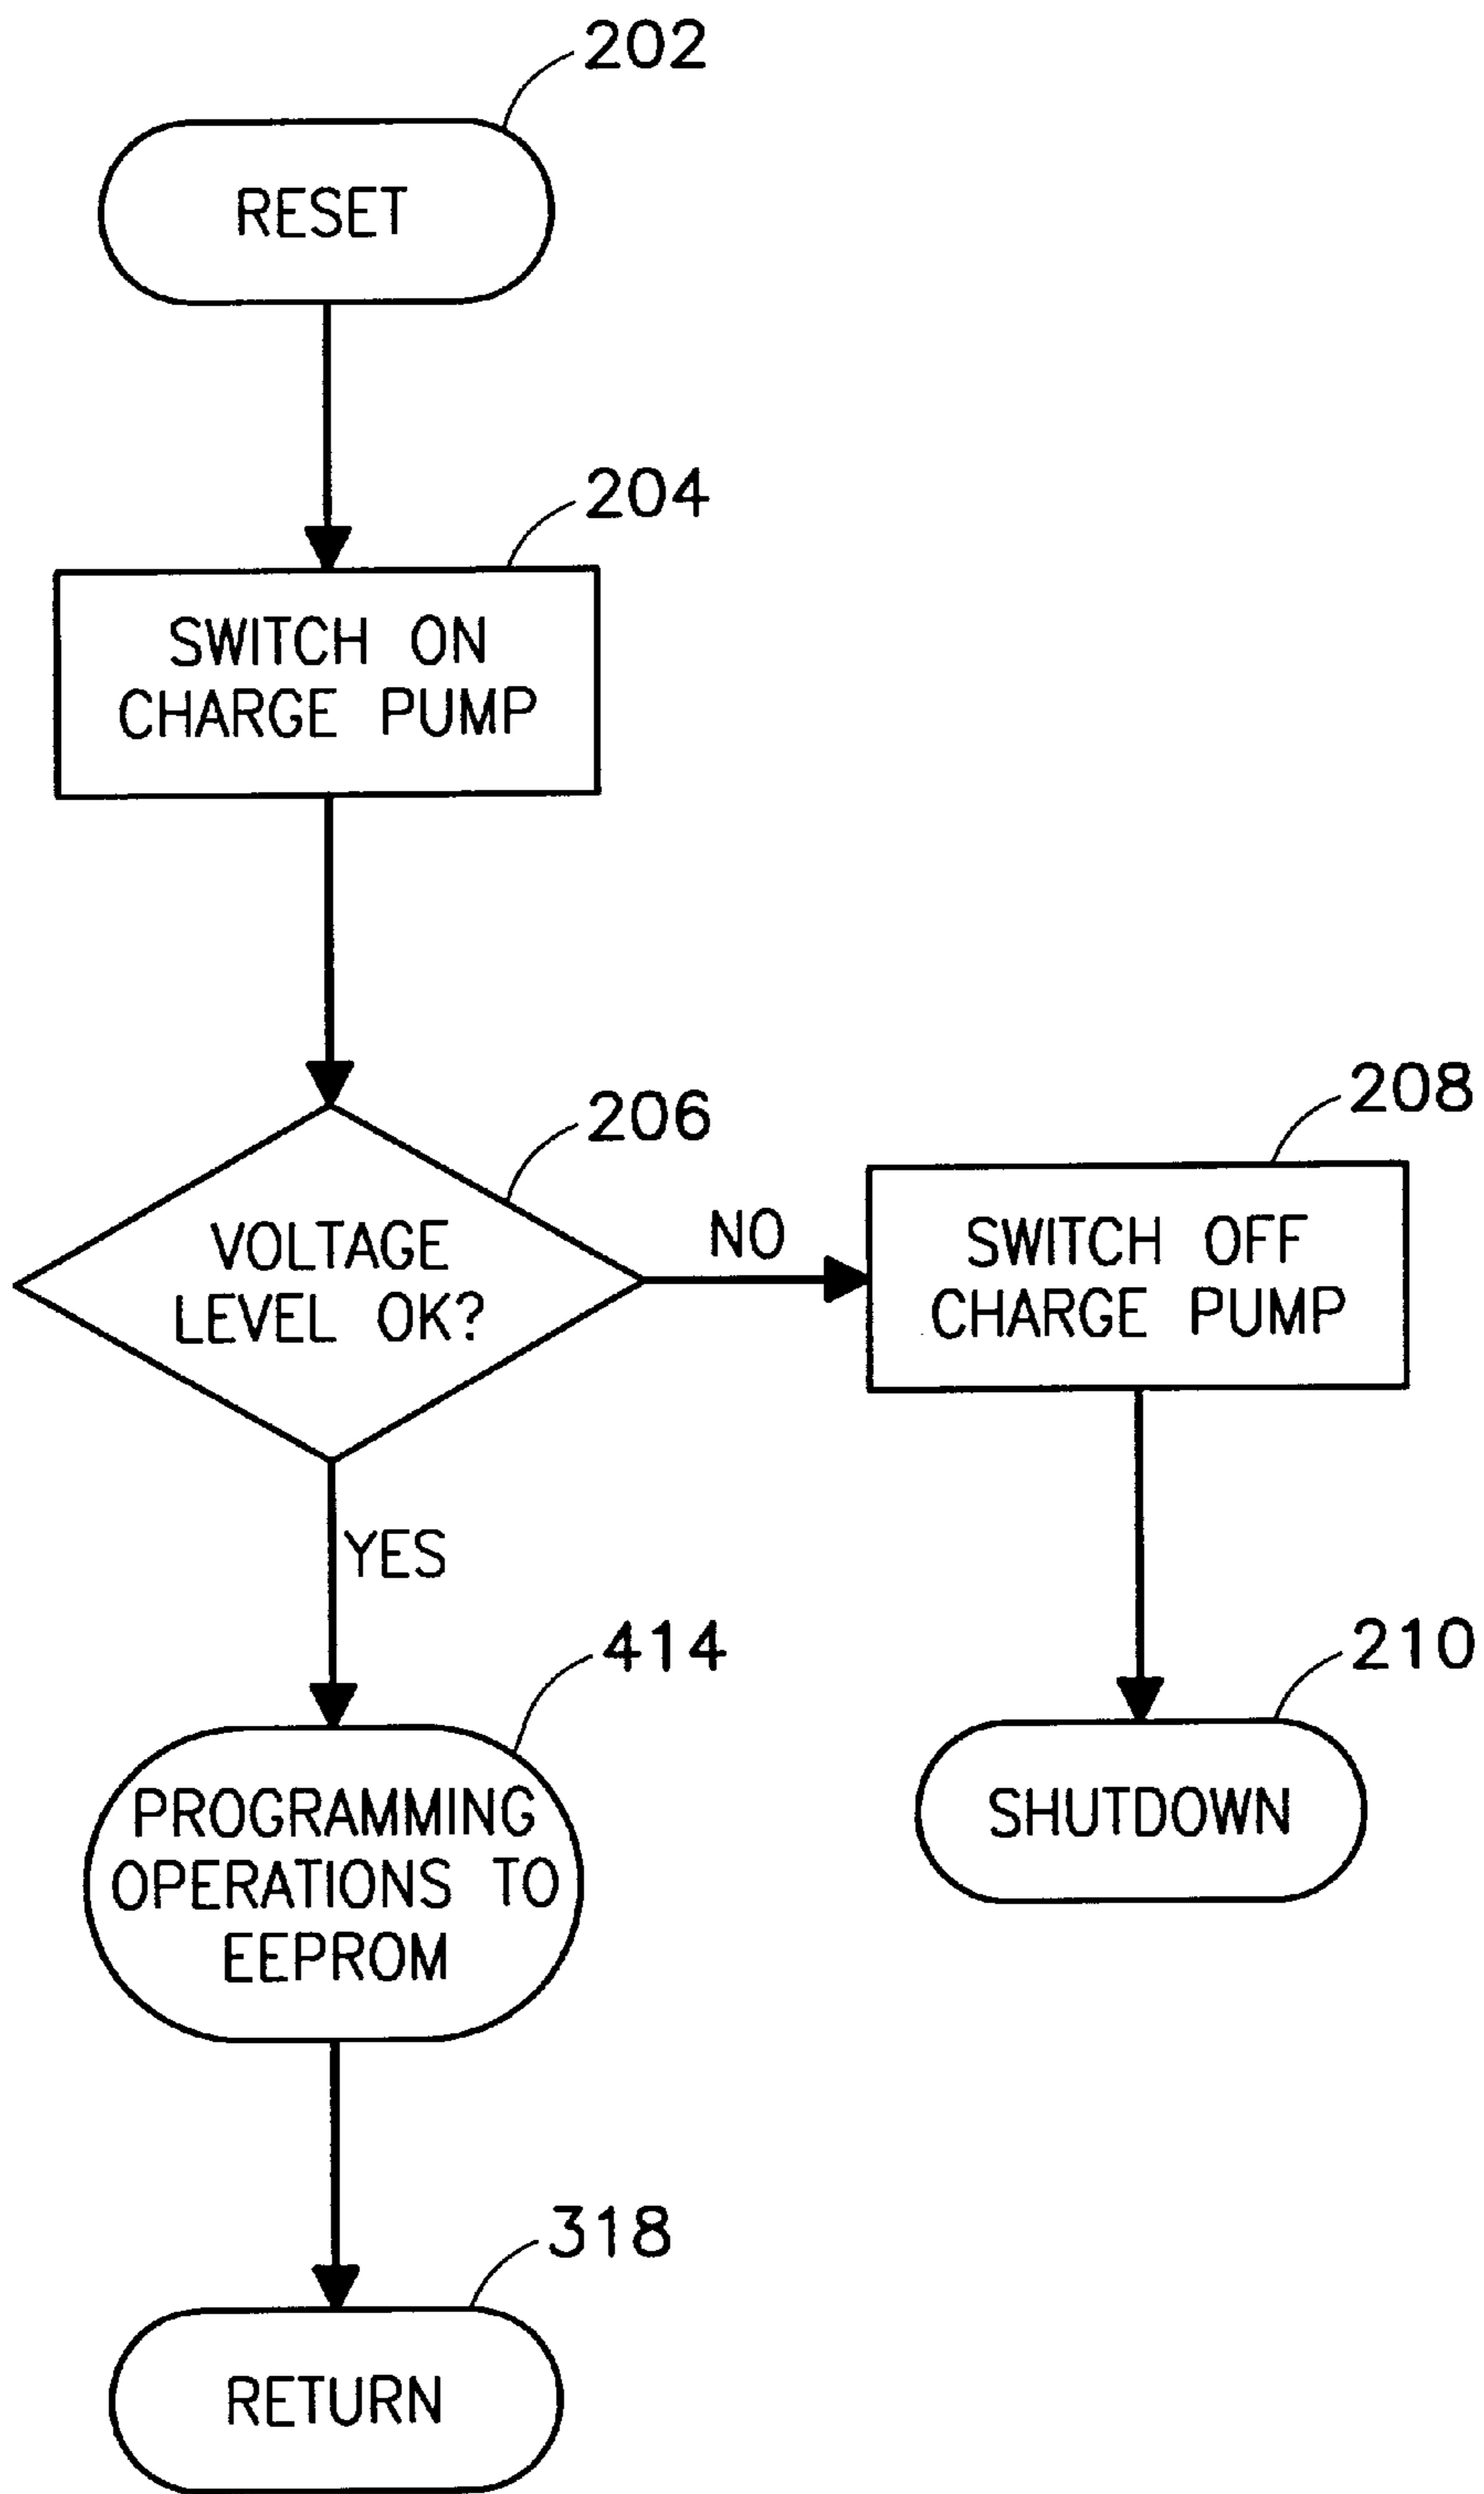 202
RESET
204
SWITCH ON
CHARGE PUMP
206
VOLTAGE
LEVEL OK?
NO
208
SWITCH OFF
CHARGE PUMP
YES
414
PROGRAMMING
OPERATIONS TO
EEPROM
210
SHUTDOWN
318
RETURN